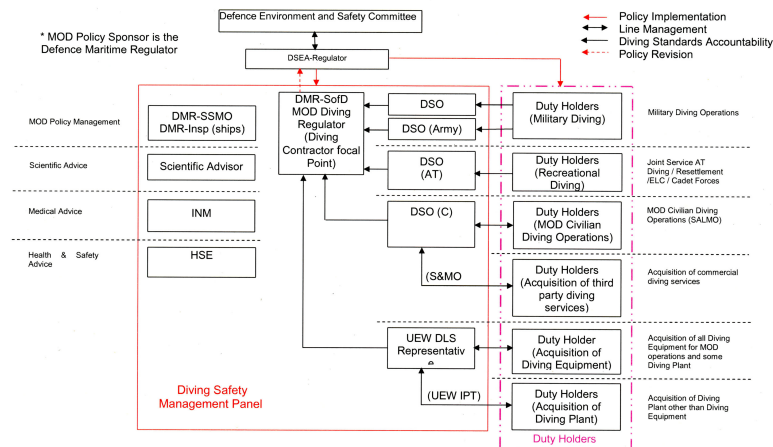 Defence Environment and Safety Committee
* MOD Policy Sponsor is the
Defence Maritime Regulator
Policy Implementation
Line Management
Diving Standards Accountability
Policy Revision
DSEA-Regulator
MOD Policy Management
DMR-SSMO
DMR-Insp (ships)
DMR-SofD
MOD Diving
Regulator
(Diving
Contractor focal
Point)
DSO
DSO (Army)
Duty Holders
(Military Diving)
Military Diving Operations
Scientific Advice
Scientific Advisor
DSO
(AT)
Duty Holders
(Recreational
Diving)
Joint Service AT
Diving / Resettlement
/ELC / Cadet Forces
Medical Advice
INM
DSO (C)
Duty Holders
(MOD Civilian
Diving Operations)
MOD Civilian Diving
Operations (SALMO)
Health & Safety
Advice
HSE
(S&MO
Duty Holders
(Acquisition of third
party diving
services)
Acquisition of commercial
diving services
UEW DLS
Representativ
e
Duty Holder
(Acquisition of
Diving Equipment)
Acquisition of all Diving
Equipment for MOD
operations and some
Diving Plant
Diving Safety
Management Panel
(UEW IPT)
Duty Holders
(Acquisition of
Diving Plant)
Acquisition of Diving
Plant other than Diving
Equipment
Duty Holders